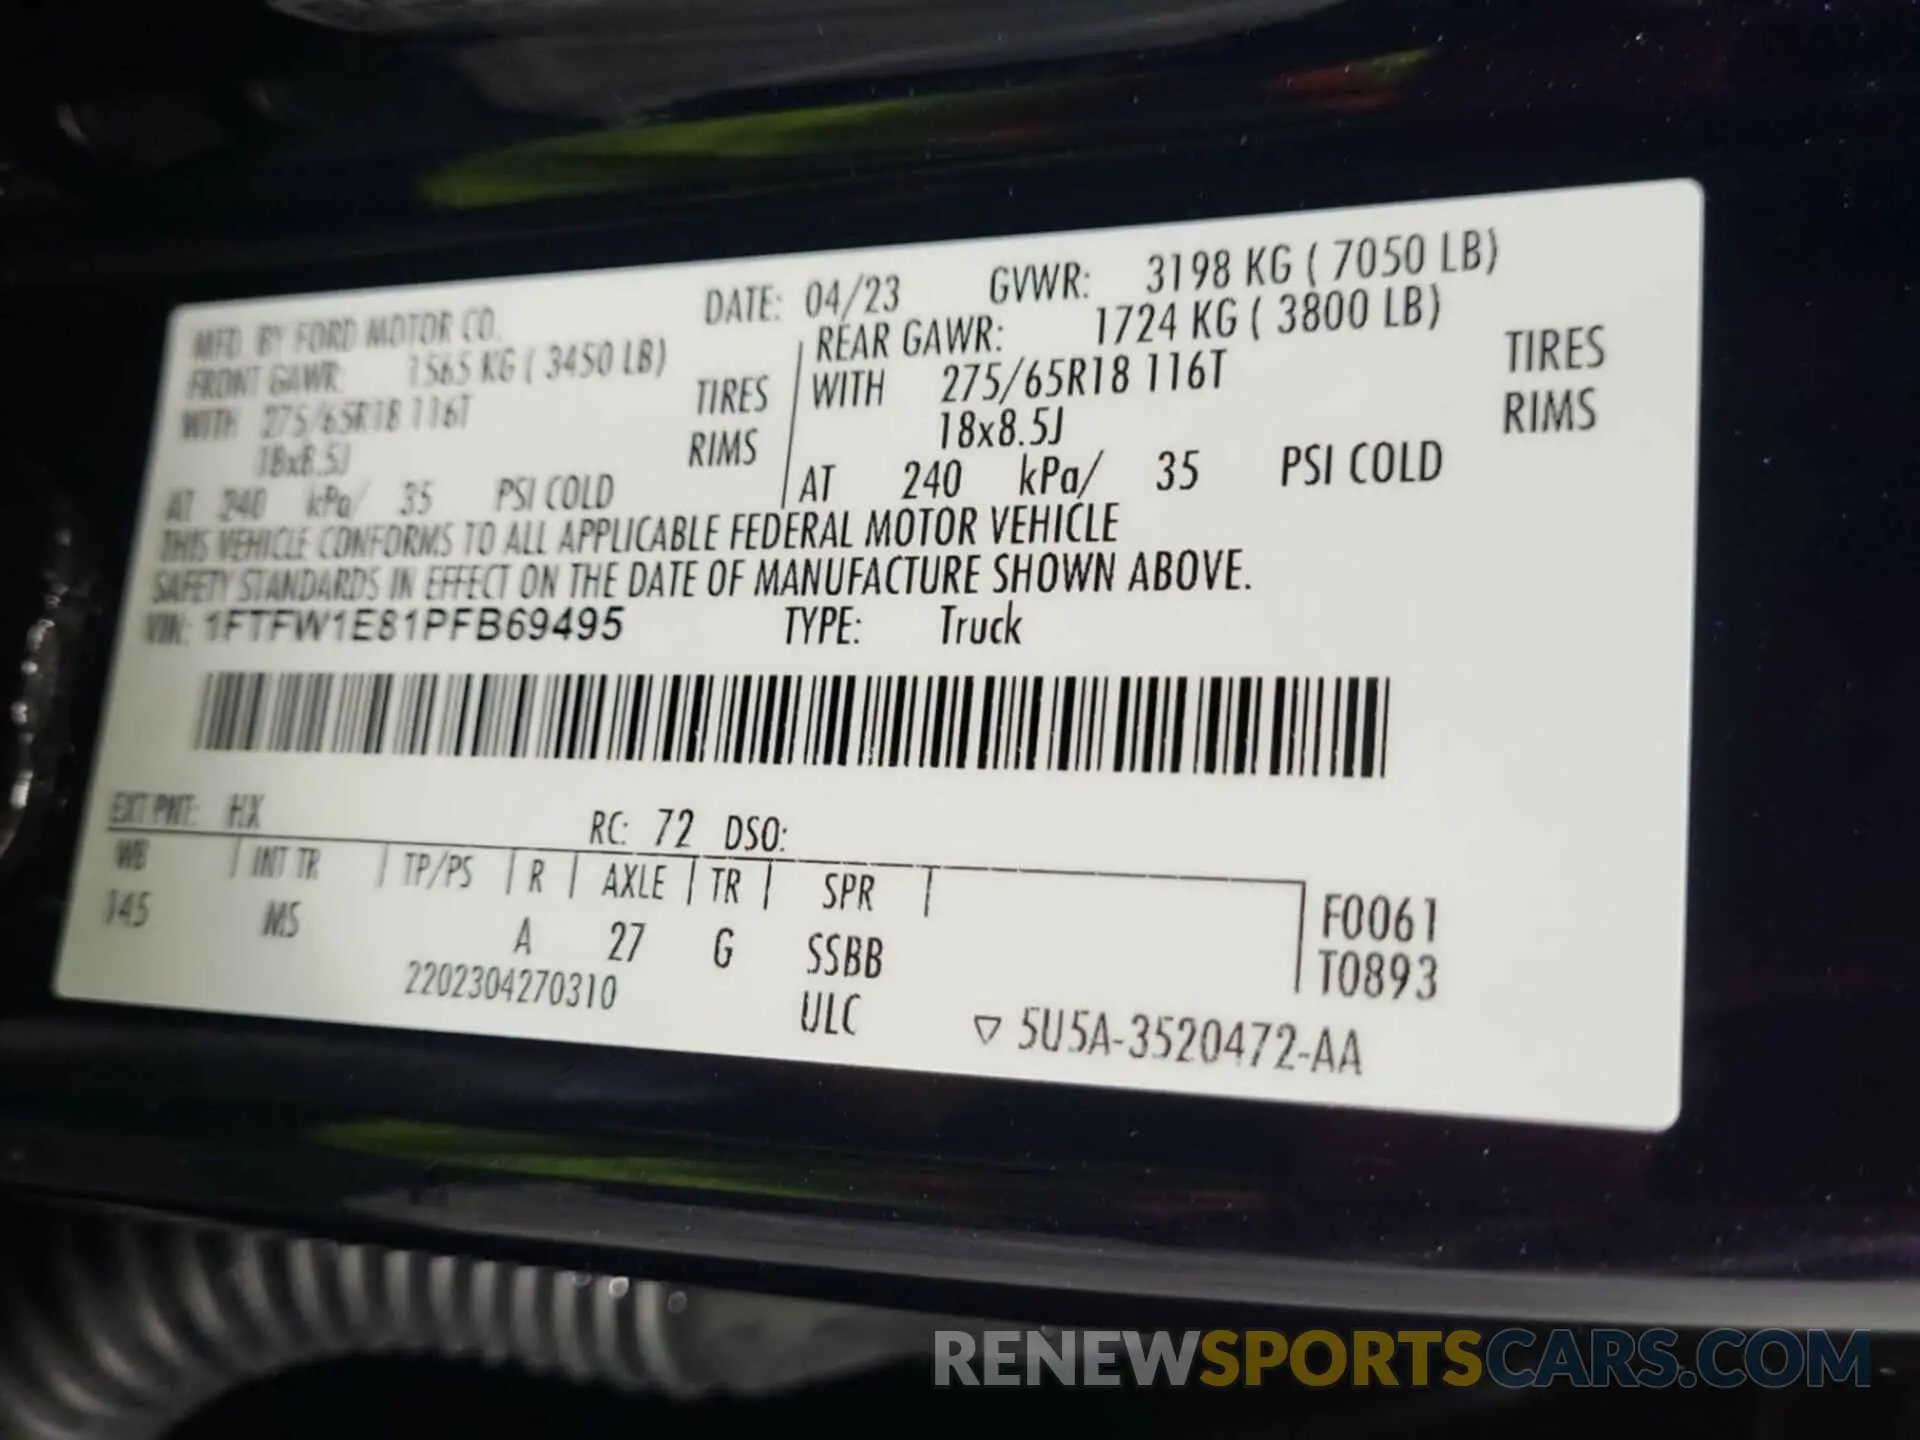 MFD. BY FORD MOTOR CO. DATE: 04/23 GVWR: 3198 KG ( 7050 LB)
FRONT GAWR: 1565 KG ( 3450 LB) REAR GAWR: 1724 KG ( 3800 LB)
WITH 275/65R18 116T TIRES WITH 275/65R18 116T TIRES
18x8.5J RIMS 18x8.5J RIMS
AT 240 kPa/ 35 PSI COLD AT 240 kPa/ 35 PSI COLD
THIS VEHICLE CONFORMS TO ALL APPLICABLE FEDERAL MOTOR VEHICLE
SAFETY STANDARDS IN EFFECT ON THE DATE OF MANUFACTURE SHOWN ABOVE.
VIN: 1FTFW1E81PFB69495 TYPE: Truck
EXT PNT: HX RC: 72 DSO:
WB INT TR TP/PS R AXLE TR SPR F0061
145 MS A 27 G SSBB T0893
2202304270310 ULC ▽ 5U5A-3520472-AA
RENEWSPORTSCARS.COM